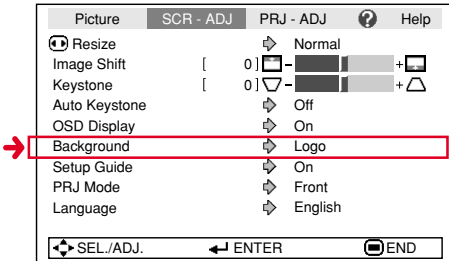 Picture SCR - ADJ PRJ - ADJ ? Help
Resize Normal
Image Shift [ 0 ] - +
Keystone [ 0 ] - +
Auto Keystone Off
OSD Display On
Background Logo
Setup Guide On
PRJ Mode Front
Language English
SEL./ADJ. ENTER END